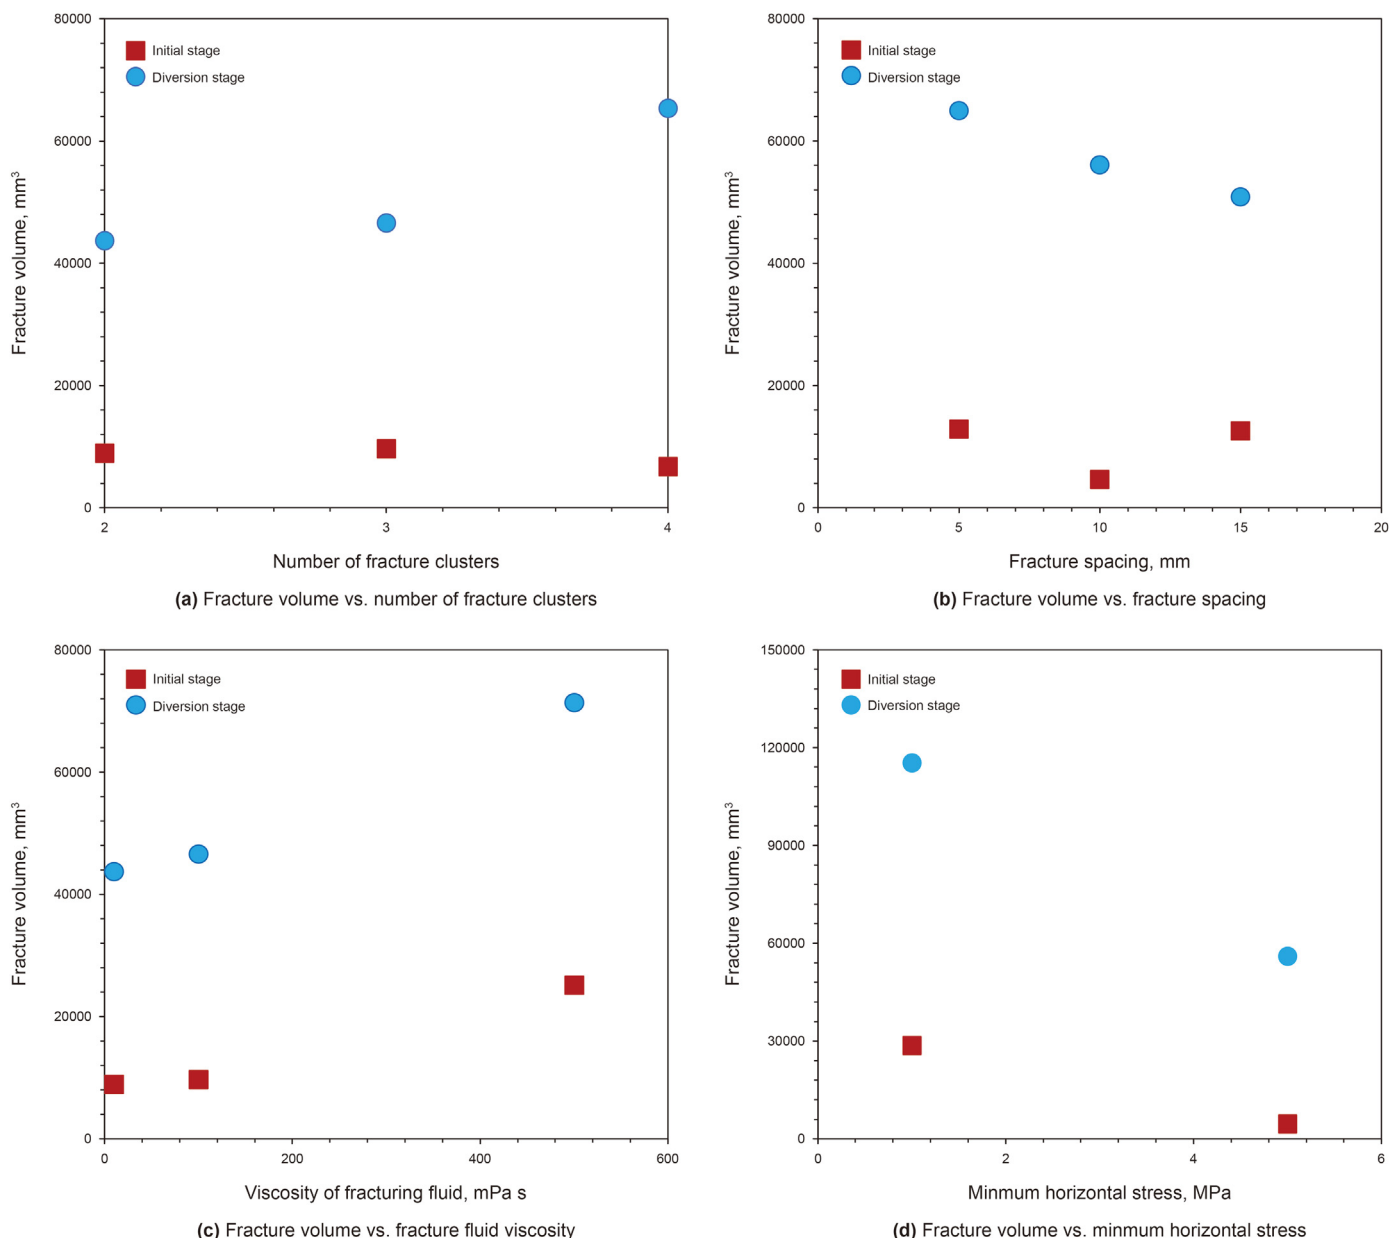 80000
60000
40000
20000
0
Fracture volume, mm³
Initial stage
Diversion stage
2
3
4
Number of fracture clusters
(a) Fracture volume vs. number of fracture clusters
80000
60000
40000
20000
0
Fracture volume, mm³
Initial stage
Diversion stage
0
5
10
15
20
Fracture spacing, mm
(b) Fracture volume vs. fracture spacing
80000
60000
40000
20000
0
Fracture volume, mm³
Initial stage
Diversion stage
0
200
400
600
Viscosity of fracturing fluid, mPa s
(c) Fracture volume vs. fracture fluid viscosity
150000
120000
90000
60000
30000
0
Fracture volume, mm³
Initial stage
Diversion stage
0
2
4
6
Minmum horizontal stress, MPa
(d) Fracture volume vs. minmum horizontal stress